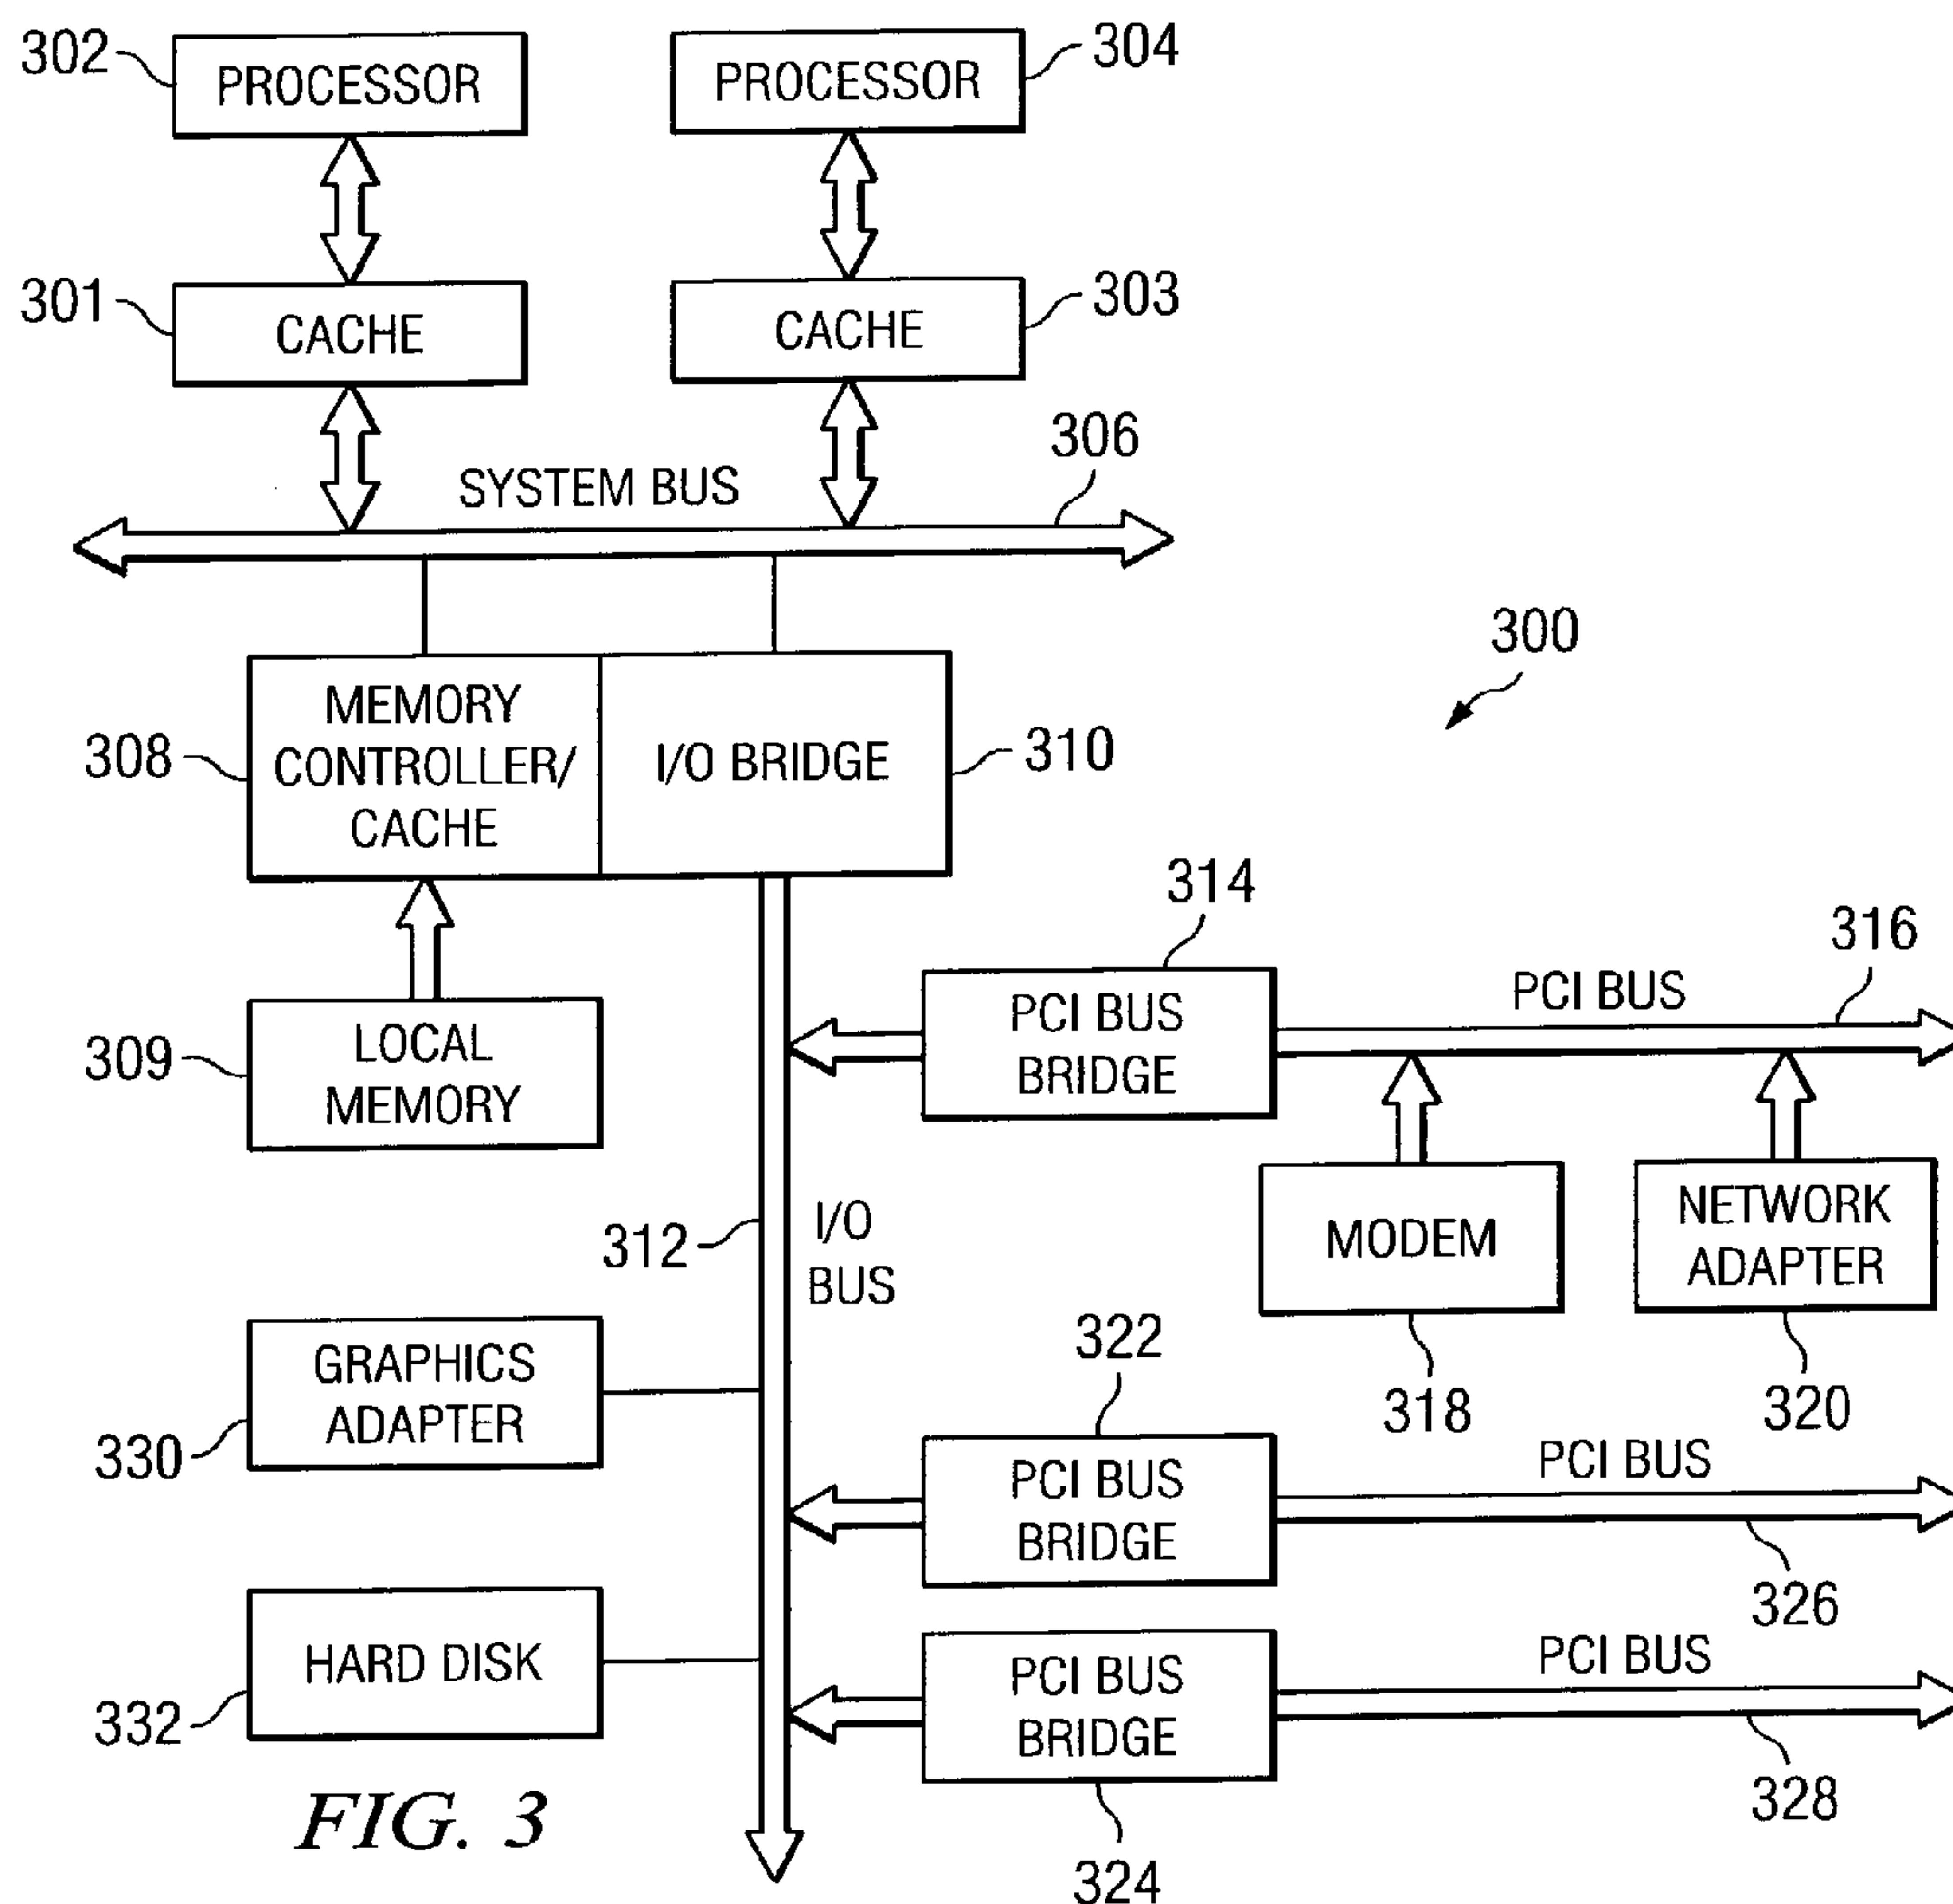 302
PROCESSOR
PROCESSOR
304
301
CACHE
CACHE
303
306
SYSTEM BUS
300
308
MEMORY
CONTROLLER/
CACHE
I/O BRIDGE
310
314
PCI BUS
BRIDGE
PCI BUS
316
309
LOCAL
MEMORY
312
I/O
BUS
MODEM
318
NETWORK
ADAPTER
320
330
GRAPHICS
ADAPTER
322
PCI BUS
BRIDGE
PCI BUS
326
332
HARD DISK
PCI BUS
BRIDGE
324
PCI BUS
328
FIG. 3